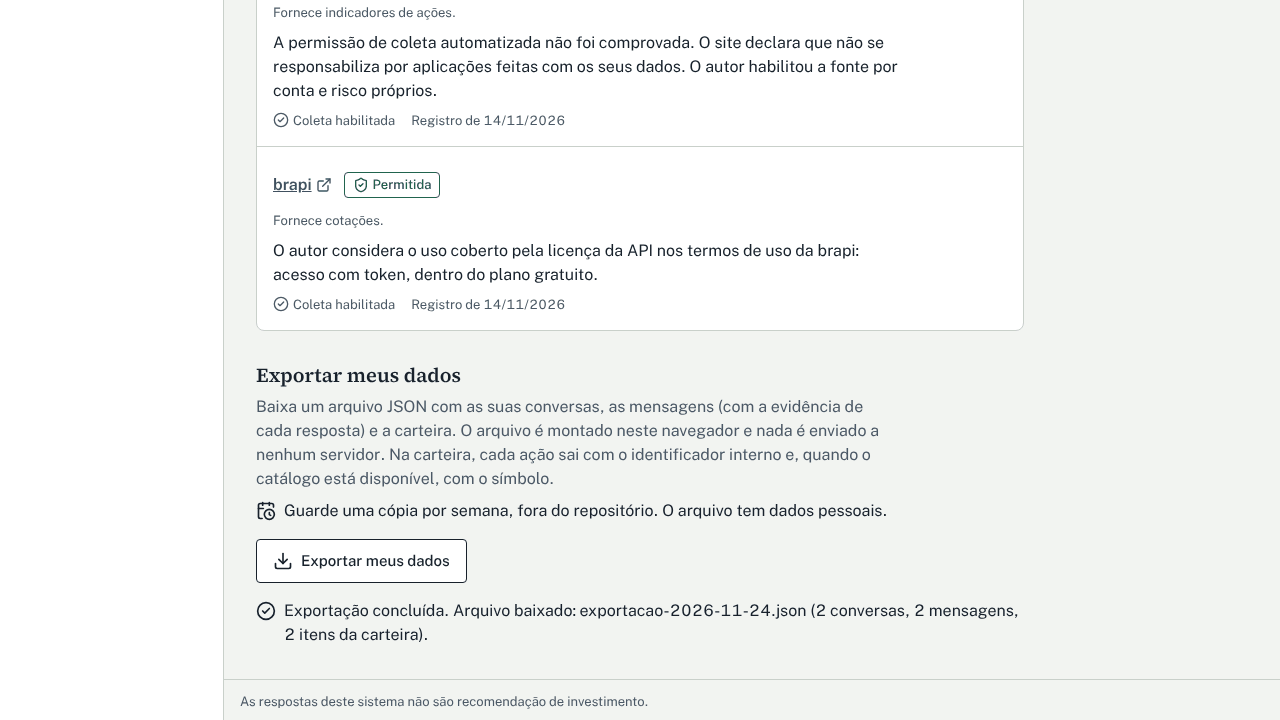 Fornece indicadores de ações.
A permissão de coleta automatizada não foi comprovada. O site declara que não se
responsabiliza por aplicações feitas com os seus dados. O autor habilitou a fonte por
conta e risco próprios.
Coleta habilitada Registro de 14/11/2026
brapi Permitida
Fornece cotações.
O autor considera o uso coberto pela licença da API nos termos de uso da brapi:
acesso com token, dentro do plano gratuito.
Coleta habilitada Registro de 14/11/2026
Exportar meus dados
Baixa um arquivo JSON com as suas conversas, as mensagens (com a evidência de
cada resposta) e a carteira. O arquivo é montado neste navegador e nada é enviado a
nenhum servidor. Na carteira, cada ação sai com o identificador interno e, quando o
catálogo está disponível, com o símbolo.
Guarde uma cópia por semana, fora do repositório. O arquivo tem dados pessoais.
Exportar meus dados
Exportação concluída. Arquivo baixado: exportacao-2026-11-24.json (2 conversas, 2 mensagens,
2 itens da carteira).
As respostas deste sistema não são recomendação de investimento.